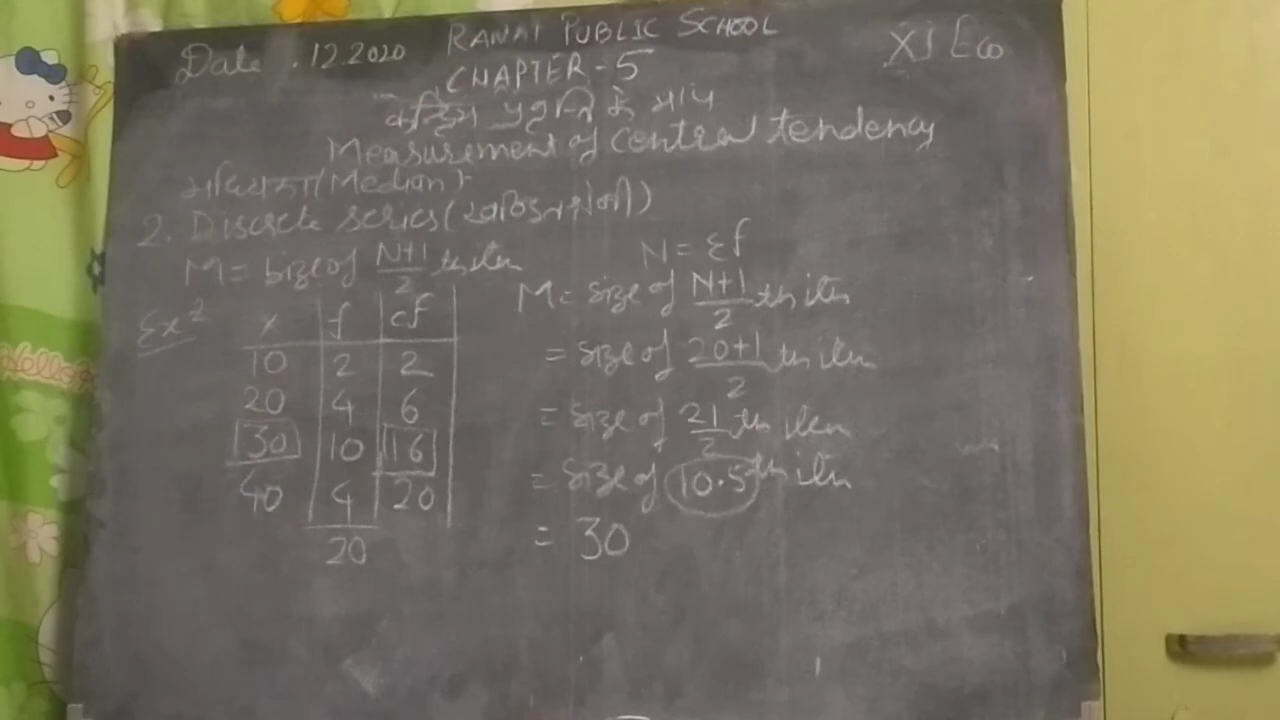 Date .12.2020 RANAI PUBLIC SCHOOL XI Eco
CHAPTER-5
केन्द्रीय प्रवृत्ति के माप
Measurement of central tendency
माध्यिका (Median)
2. Discrete series (खण्डित श्रेणी)
M = size of N+1/2 th item
N = Σf
Ex 2
x f cf
10 2 2
20 4 6
30 10 16
40 4 20
20
M = size of N+1/2 th item
= size of 20+1/2 th item
= size of 21/2 th item
= size of 10.5 th item
= 30